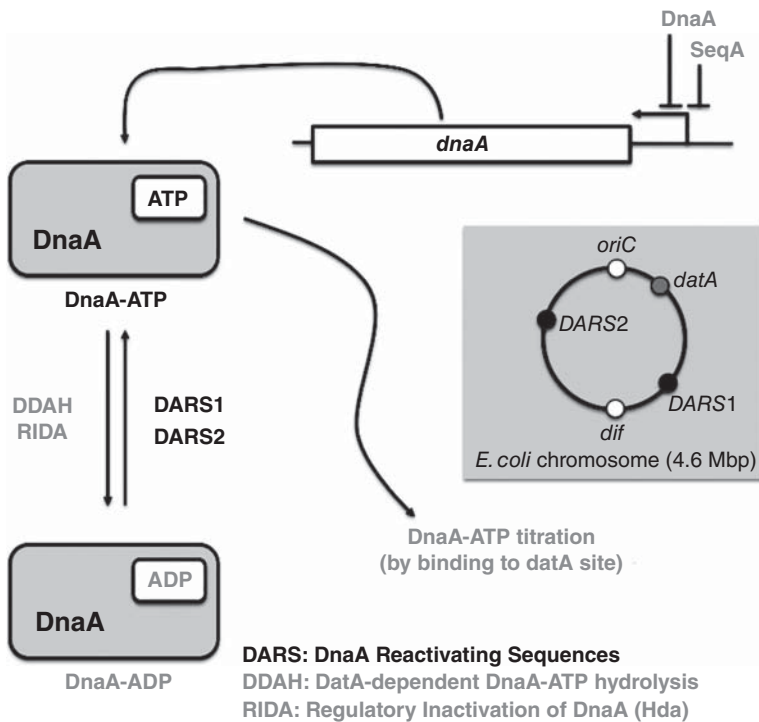 DnaA
SeqA
dnaA
ATP
DnaA
DnaA-ATP
DDAH
RIDA
DARS1
DARS2
oriC
datA
DARS2
DARS1
dif
E. coli chromosome (4.6 Mbp)
DnaA-ATP titration
(by binding to datA site)
ADP
DnaA
DnaA-ADP
DARS: DnaA Reactivating Sequences
DDAH: DatA-dependent DnaA-ATP hydrolysis
RIDA: Regulatory Inactivation of DnaA (Hda)